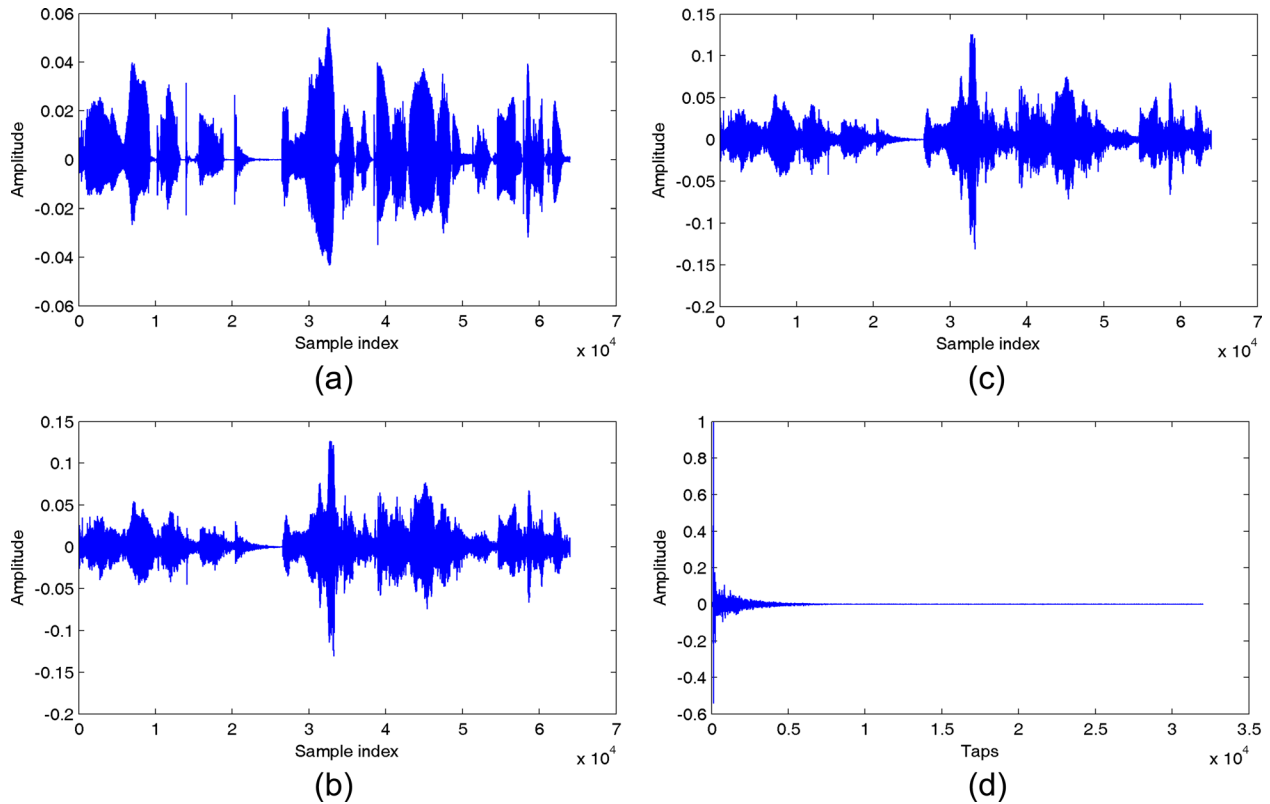 0.06
0.04
0.02
0
-0.02
-0.04
-0.06
Amplitude
0 1 2 3 4 5 6 7
Sample index
x 10^4
(a)
0.15
0.1
0.05
0
-0.05
-0.1
-0.15
-0.2
Amplitude
0 1 2 3 4 5 6 7
Sample index
x 10^4
(c)
0.15
0.1
0.05
0
-0.05
-0.1
-0.15
-0.2
Amplitude
0 1 2 3 4 5 6 7
Sample index
x 10^4
(b)
1
0.8
0.6
0.4
0.2
0
-0.2
-0.4
-0.6
Amplitude
0 0.5 1 1.5 2 2.5 3 3.5
Taps
x 10^4
(d)